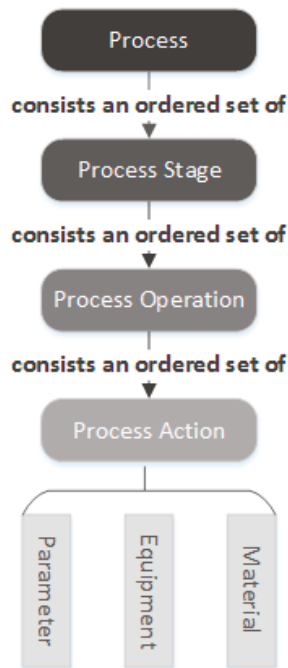 Process
consists an ordered set of
Process Stage
consists an ordered set of
Process Operation
consists an ordered set of
Process Action
Parameter
Equipment
Material